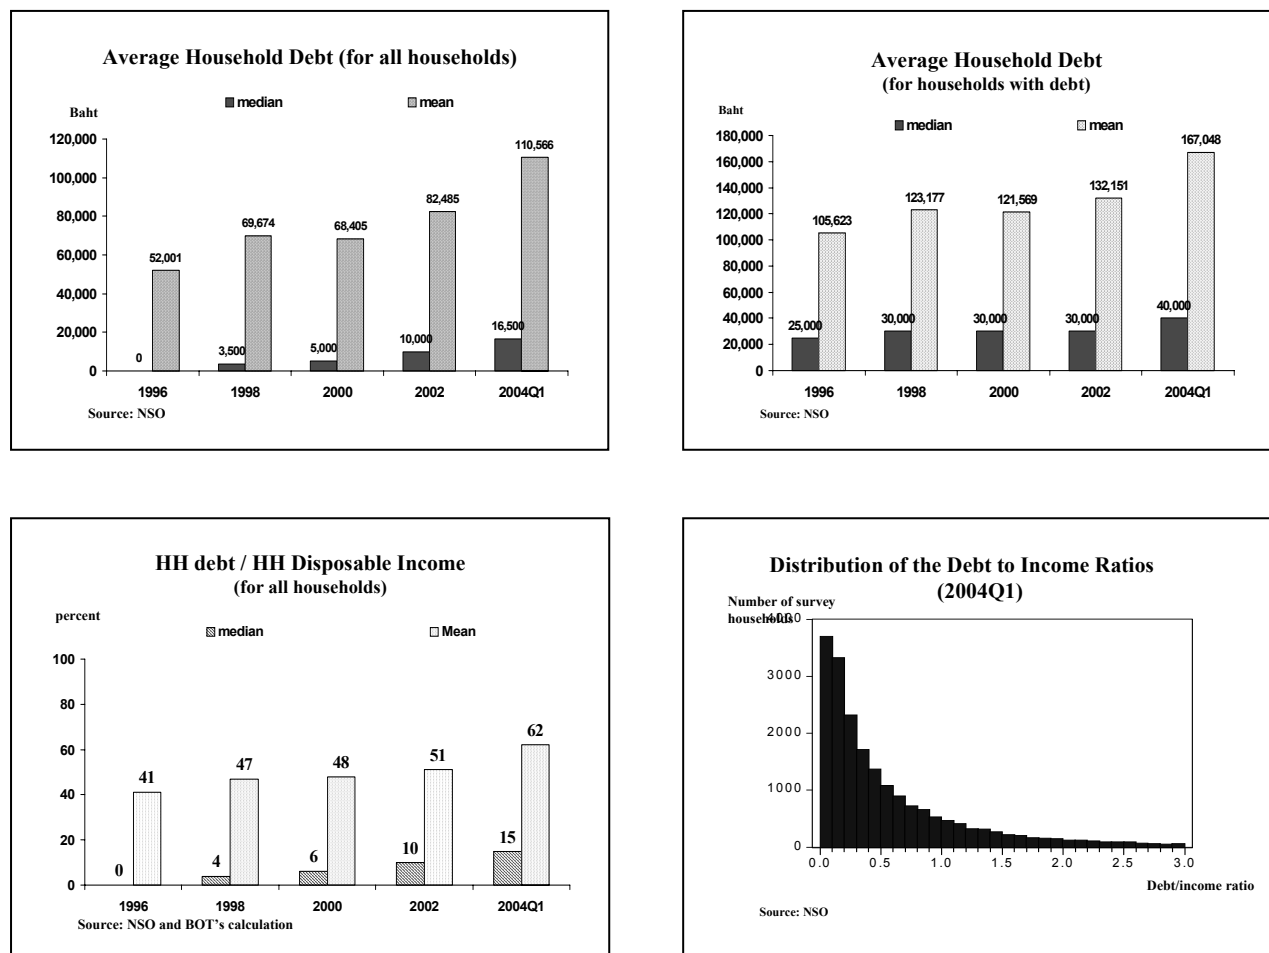 Average Household Debt (for all households)
median mean
Baht
120,000
100,000
80,000
60,000
40,000
20,000
0
0 52,001 3,500 69,674 5,000 68,405 10,000 82,485 16,500 110,566
1996 1998 2000 2002 2004Q1
Source: NSO
Average Household Debt
(for households with debt)
Baht
median mean
180,000
160,000
140,000
120,000
100,000
80,000
60,000
40,000
20,000
0
25,000 105,623 30,000 123,177 30,000 121,569 30,000 132,151 40,000 167,048
1996 1998 2000 2002 2004Q1
Source: NSO
HH debt / HH Disposable Income
(for all households)
percent
median Mean
100
80
60
40
20
0
0 41 4 47 6 48 10 51 15 62
1996 1998 2000 2002 2004Q1
Source: NSO and BOT's calculation
Distribution of the Debt to Income Ratios
(2004Q1)
Number of survey
households
4000
3000
2000
1000
0
0.0 0.5 1.0 1.5 2.0 2.5 3.0
Debt/income ratio
Source: NSO